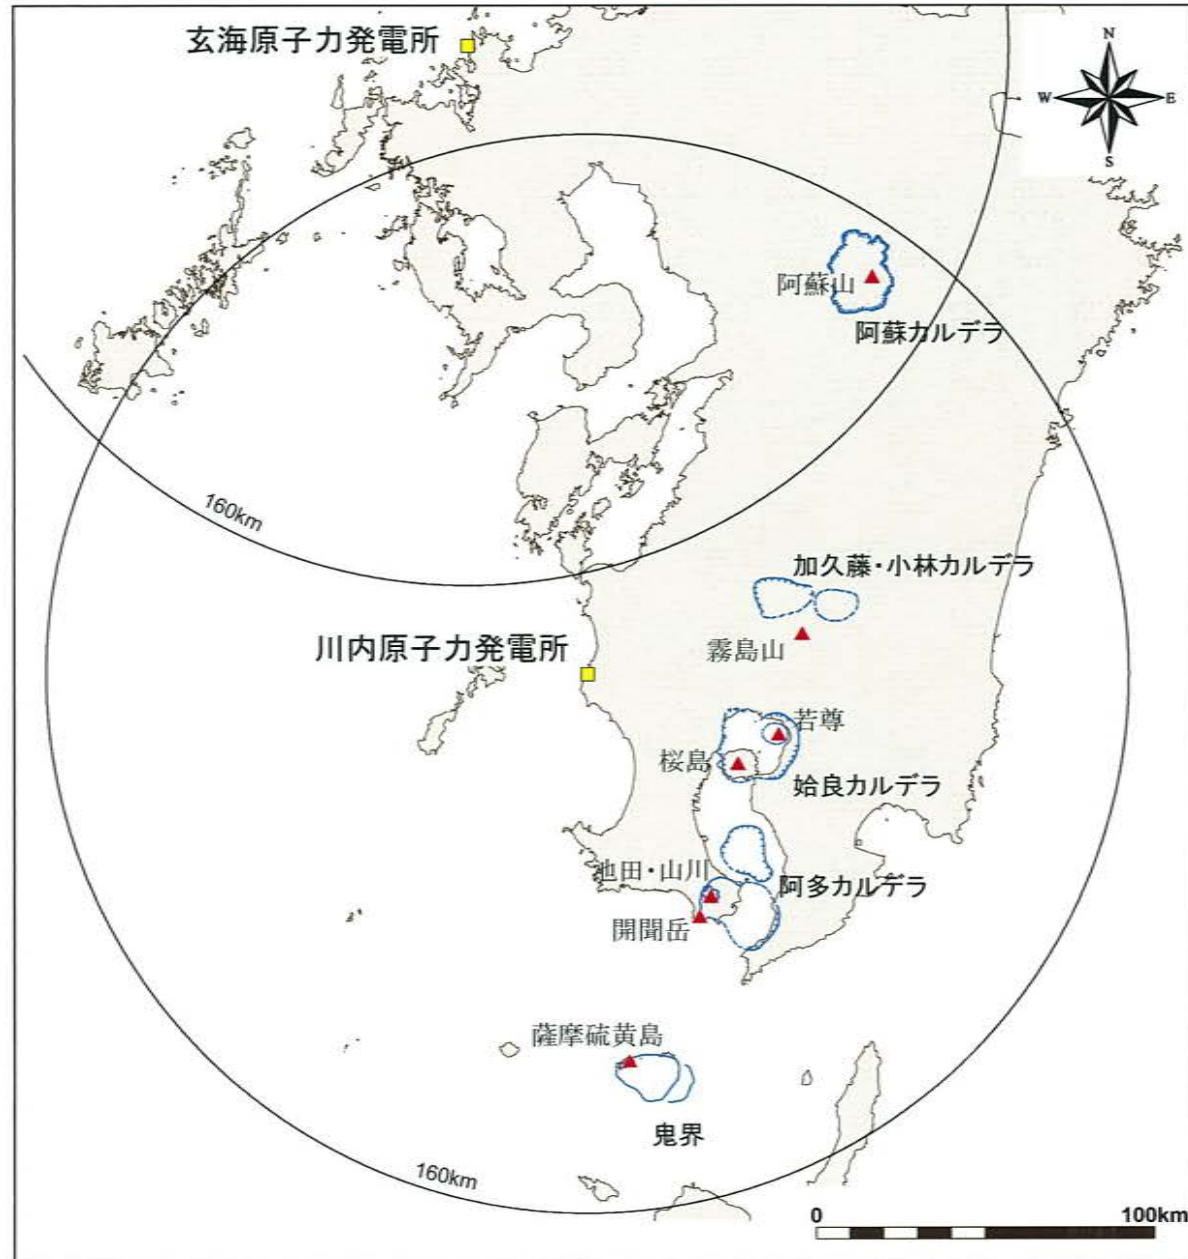 玄海原子力発電所
N
W
E
S
阿蘇山
阿蘇カルデラ
160km
加久藤・小林カルデラ
霧島山
川内原子力発電所
若尊
桜島
姶良カルデラ
池田・山川
阿多カルデラ
開聞岳
薩摩硫黄島
鬼界
160km
0
100km